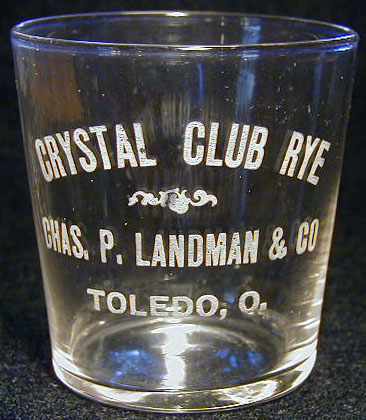 CRYSTAL CLUB RYE
CHAS. P. LANDMAN & CO
TOLEDO, O.